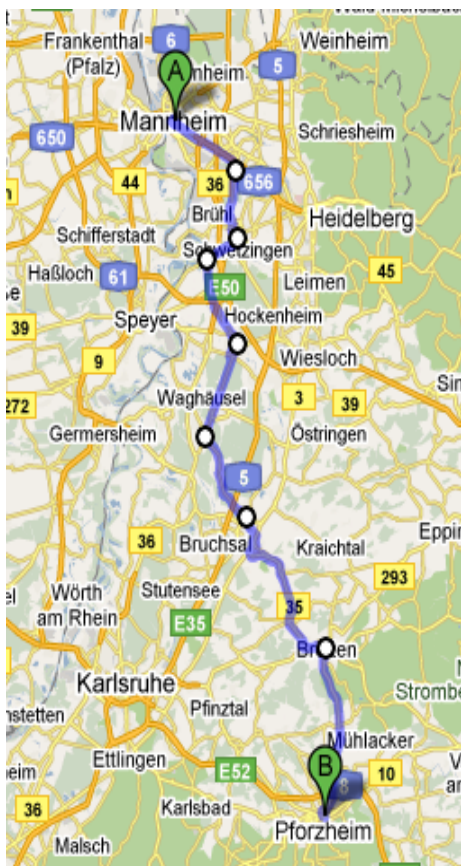 Frankenthal
(Pfalz)
6
Weinheim
A
nheim
5
Mannheim
650
Schriesheim
44
36
656
Brühl
Heidelberg
Schifferstadt
Schwetzingen
Haßloch
61
E50
Leimen
45
Speyer
Hockenheim
39
9
Wiesloch
272
Waghäusel
3
39
Germersheim
Östringen
5
36
Bruchsal
Kraichtal
Wörth
am Rhein
Stutensee
293
35
E35
Karlsruhe
Pfinztal
Ettlingen
E52
Mühlacker
B
8
10
36
Karlsbad
Pforzheim
Malsch